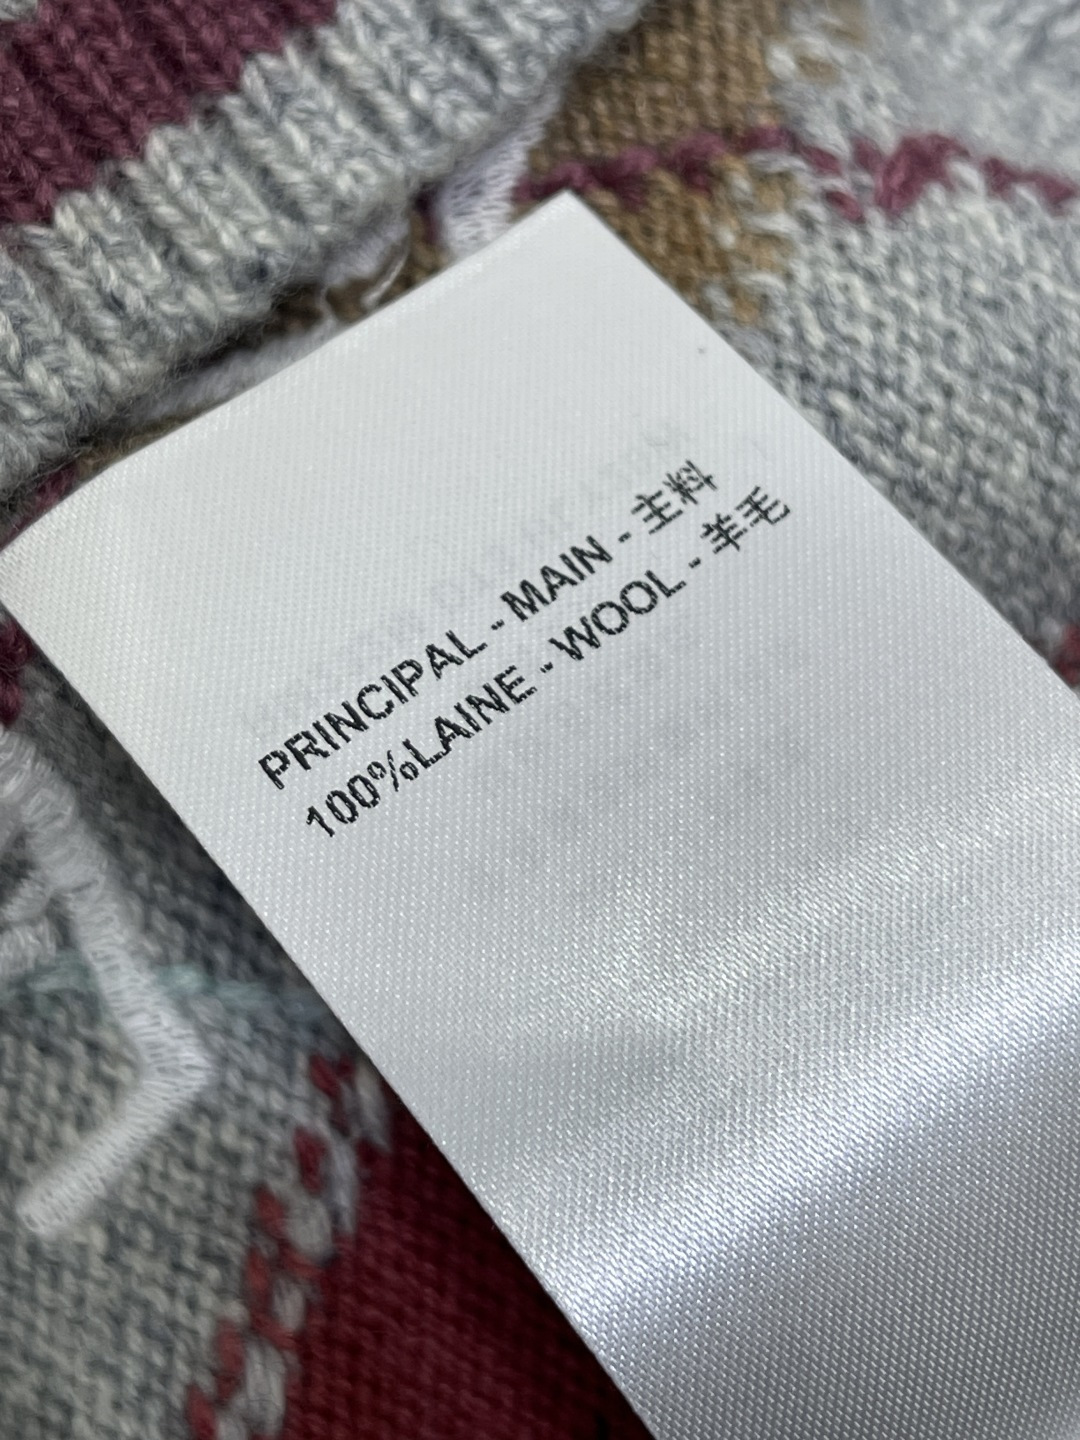 PRINCIPAL - MAIN - 主料
100%LAINE - WOOL - 羊毛